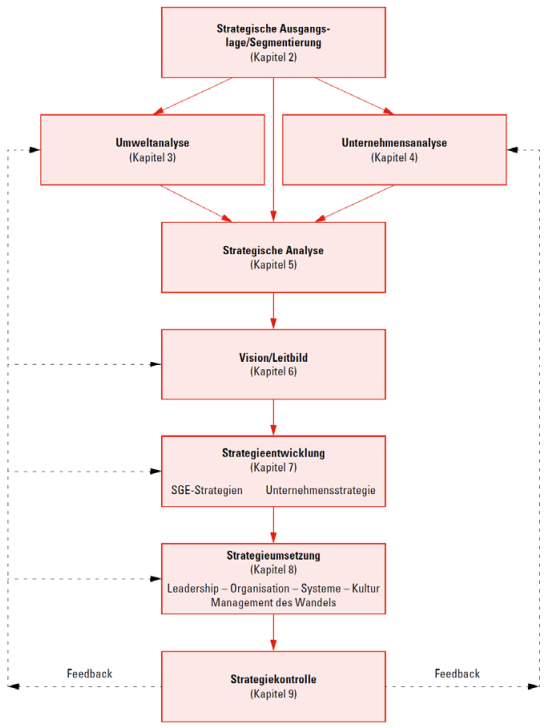 Strategische Ausgangs-
lage/Segmentierung
(Kapitel 2)
Umweltanalyse
(Kapitel 3)
Unternehmensanalyse
(Kapitel 4)
Strategische Analyse
(Kapitel 5)
Vision/Leitbild
(Kapitel 6)
Strategieentwicklung
(Kapitel 7)
SGE-Strategien Unternehmensstrategie
Strategieumsetzung
(Kapitel 8)
Leadership – Organisation – Systeme – Kultur
Management des Wandels
Feedback
Strategiekontrolle
(Kapitel 9)
Feedback